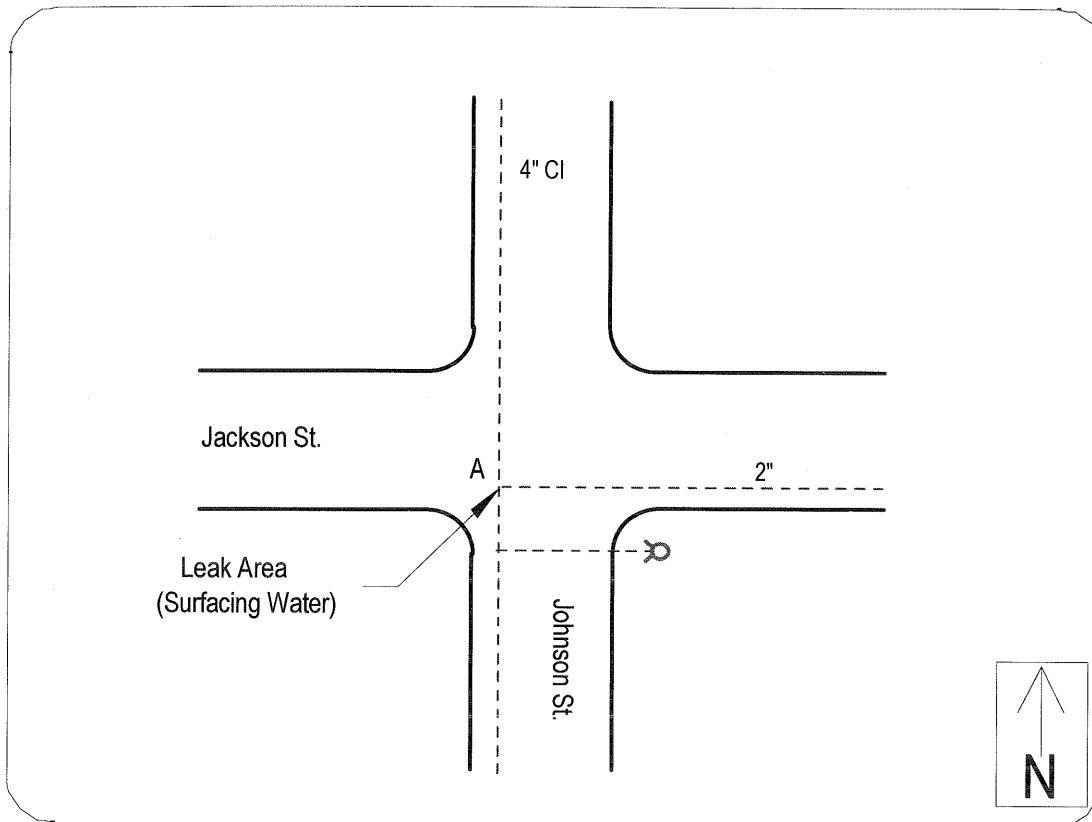 4" CI
Jackson St.
A
2"
Leak Area
(Surfacing Water)
Johnson St.
N